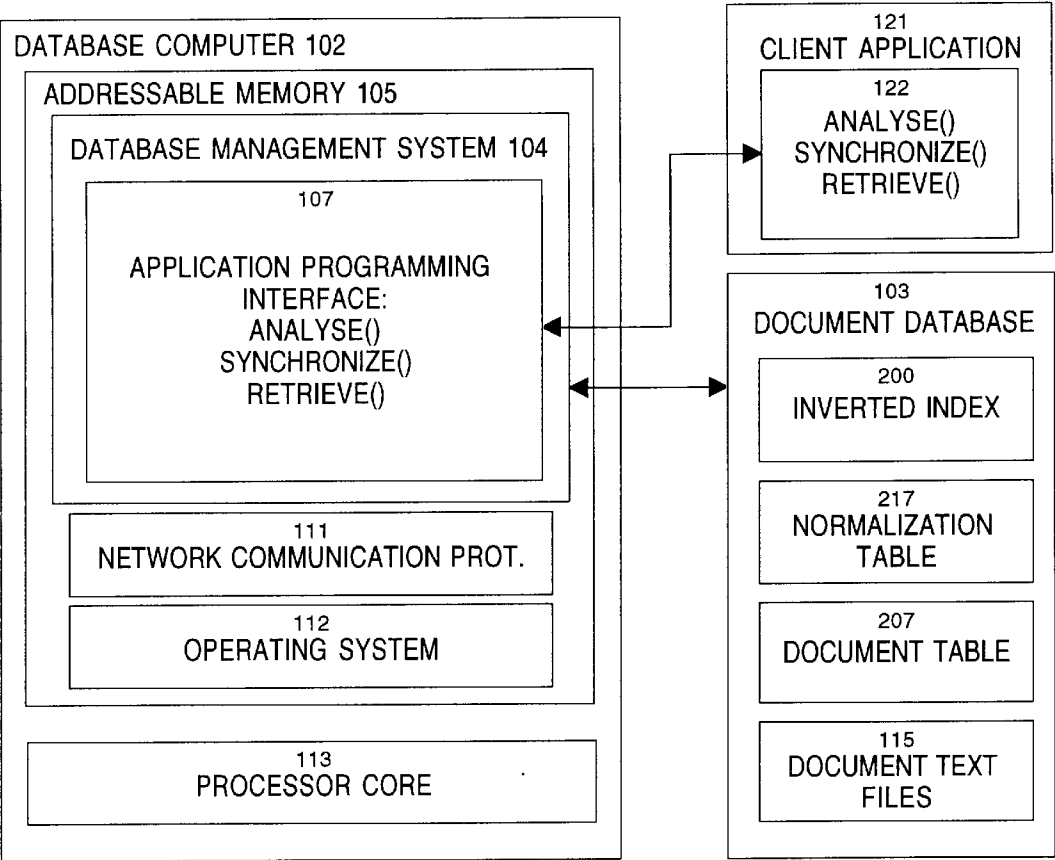 DATABASE COMPUTER 102
ADDRESSABLE MEMORY 105
DATABASE MANAGEMENT SYSTEM 104
107
APPLICATION PROGRAMMING
INTERFACE:
ANALYSE()
SYNCHRONIZE()
RETRIEVE()
111
NETWORK COMMUNICATION PROT.
112
OPERATING SYSTEM
113
PROCESSOR CORE
121
CLIENT APPLICATION
122
ANALYSE()
SYNCHRONIZE()
RETRIEVE()
103
DOCUMENT DATABASE
200
INVERTED INDEX
217
NORMALIZATION
TABLE
207
DOCUMENT TABLE
115
DOCUMENT TEXT
FILES